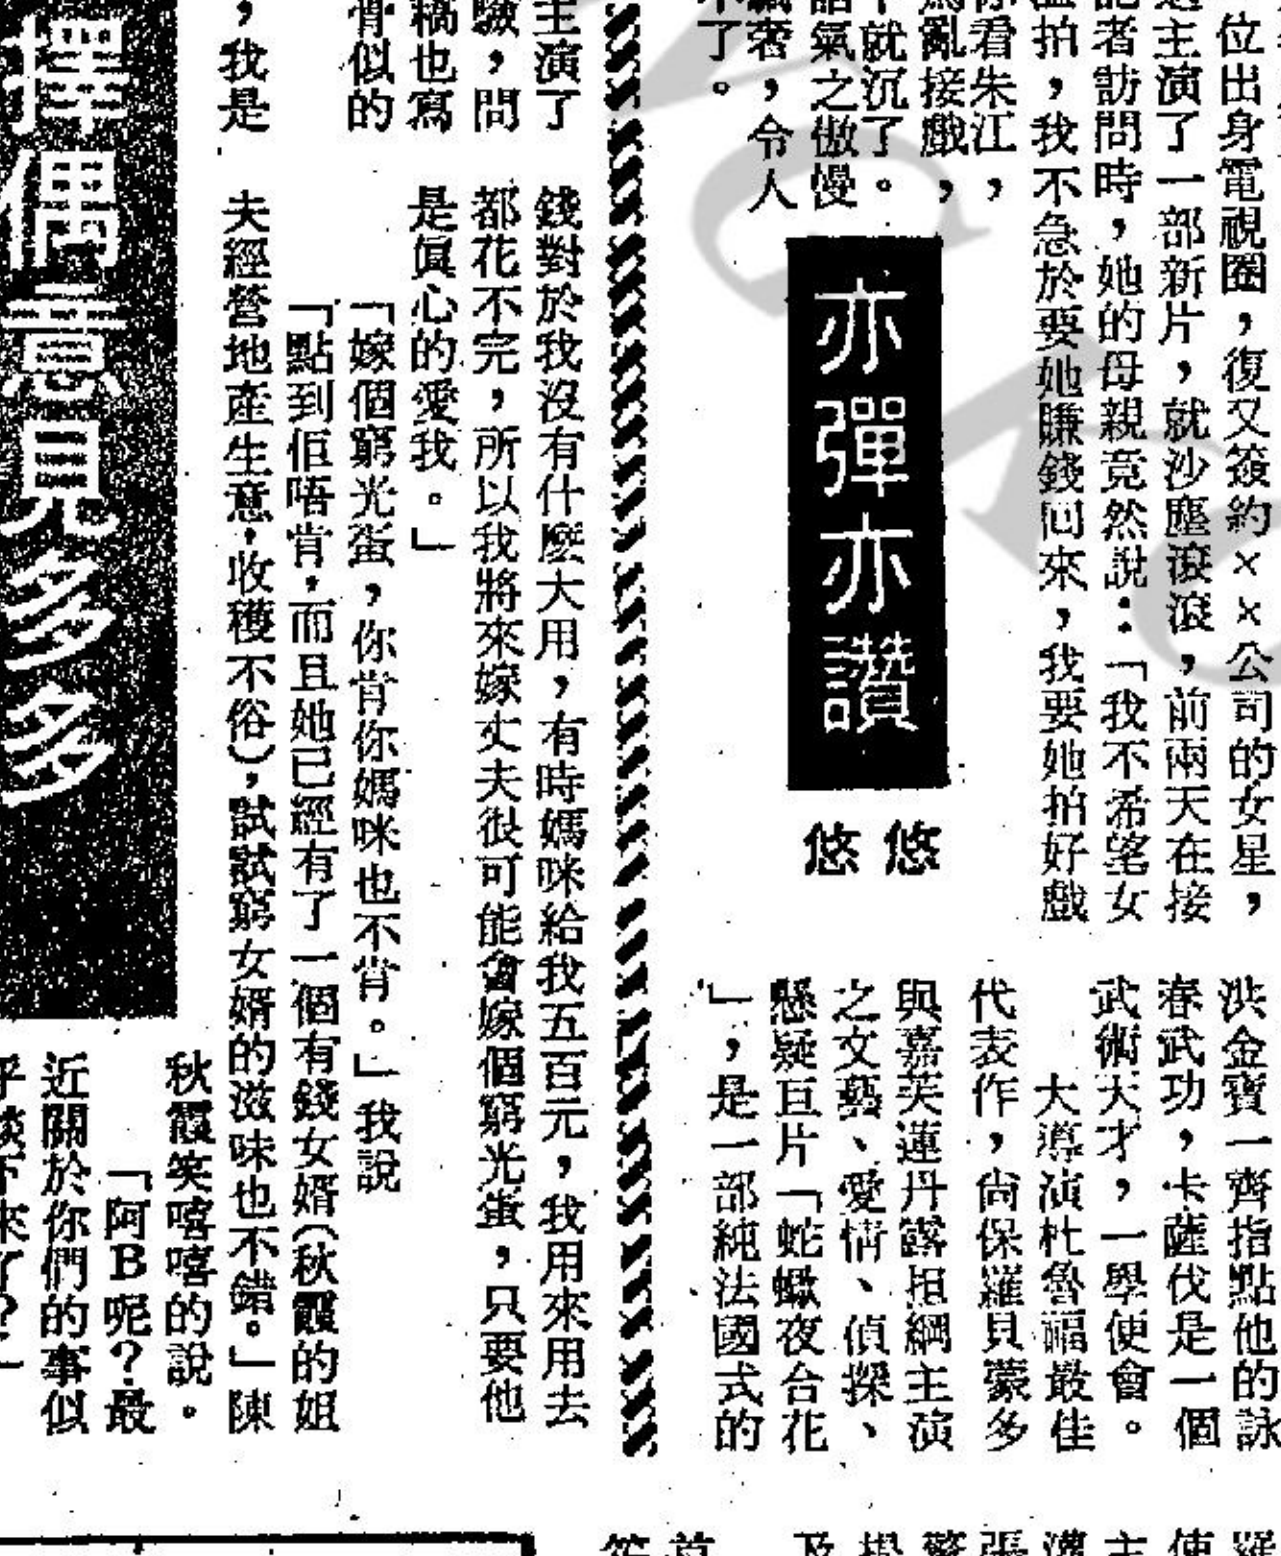 位出身電視圈，復又簽約××公司的女星，
主演了一部新片，就沙塵滾滾，前兩天在接
記者訪問時，她的母親竟然說：「我不希望女
拍，我不急於要她賺錢回來，我要她拍好戲
你看朱江，
亂接戲，
就沉了。
語氣之傲慢
奢，令人
了。
亦彈亦讚
悠悠
洪金寶一齊指點他的詠
春武功，卡薩伐是一個
武術天才，一學便會。
大導演杜魯福最佳
代表作，尚保羅貝蒙多
與嘉芙蓮丹露担綱主演
之文藝、愛情、偵探、
懸疑巨片「蛇蠍夜合花
」，是一部純法國式的
主演了
驗，問
稿也寫
骨似的
，我是
錢對於我沒有什麼大用，有時媽咪給我五百元，我用來用去
都花不完，所以我將來嫁丈夫很可能會嫁個窮光蛋，只要他
是眞心的愛我。」
「嫁個窮光蛋，你肯你媽咪也不肯。」我說
「點到佢唔肯，而且她已經有了一個有錢女婿（秋霞的姐
夫經營地產生意，收穫不俗），試試窮女婿的滋味也不錯。」陳
秋霞笑嘻嘻的說。
「阿B呢？最
近關於你們的事似
乎談下來了？」
擇偶意見多多